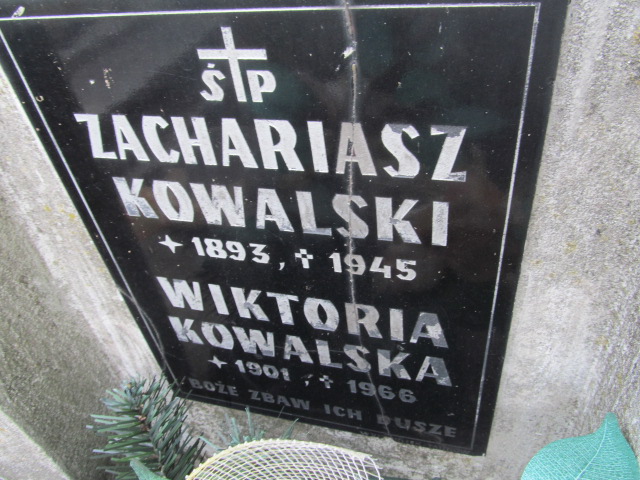 ŚP
ZACHARIASZ
KOWALSKI
✦ 1893, ✝ 1945
WIKTORIA
KOWALSKA
✦ 1901, ✝ 1966
BOŻE ZBAW ICH DUSZE